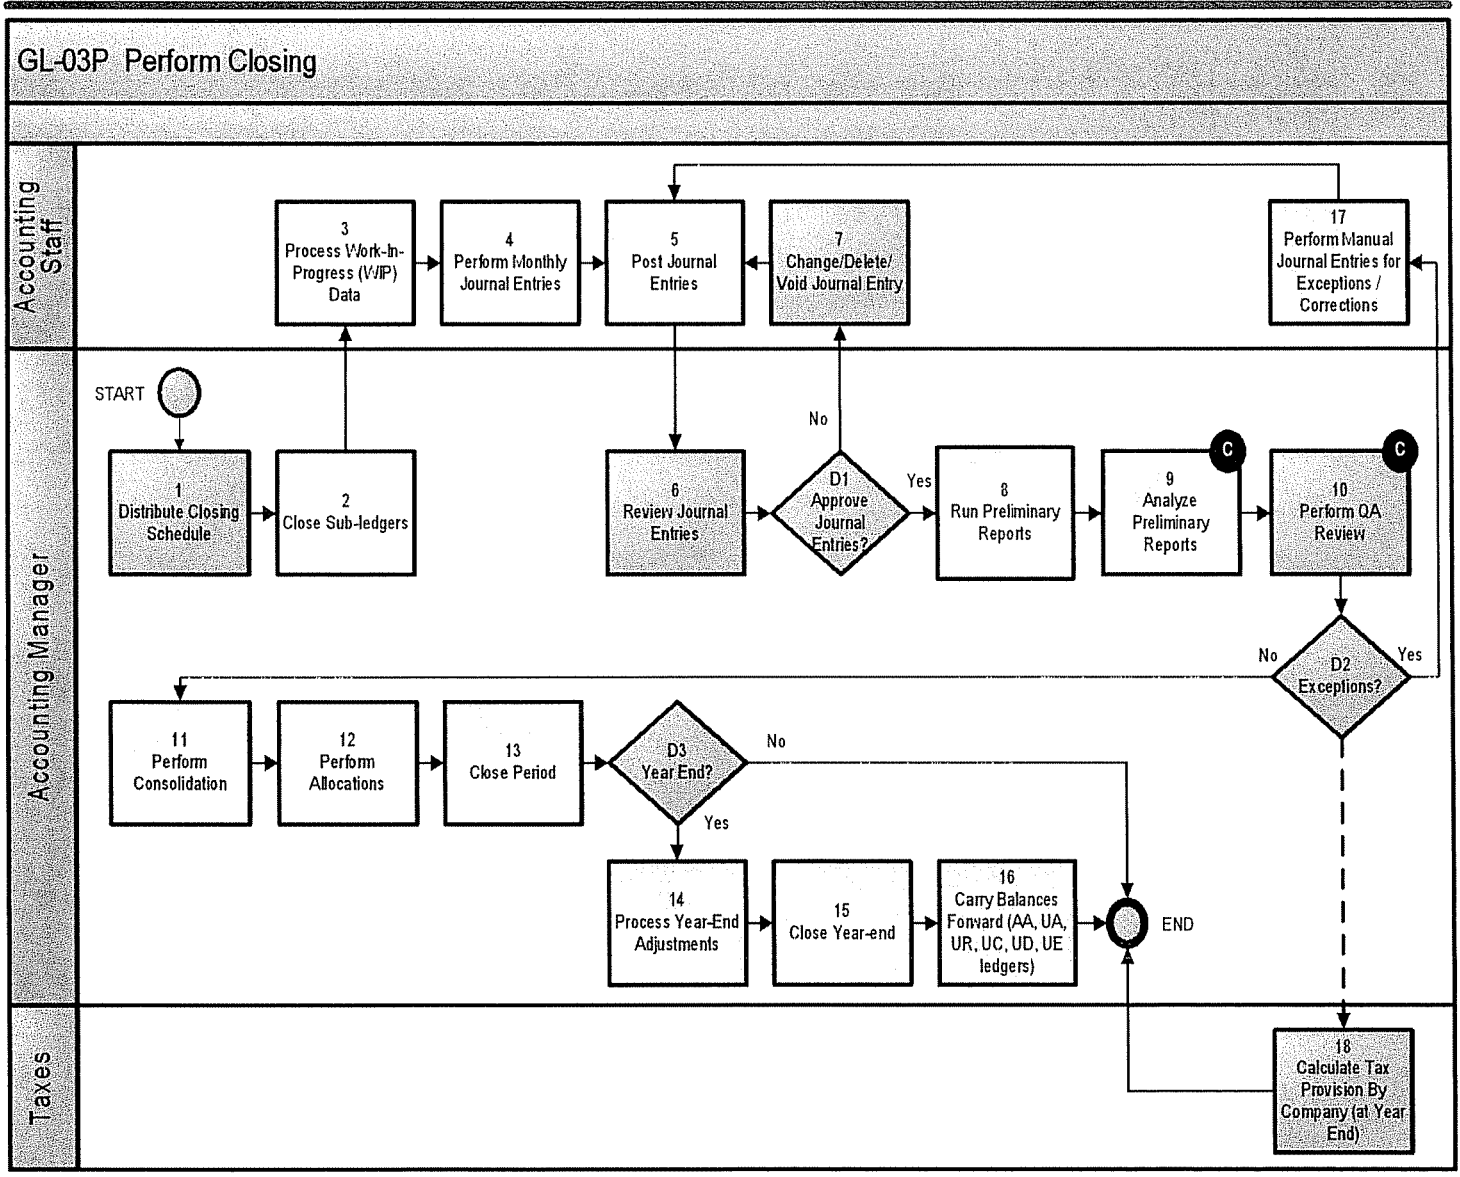 GL-03P Perform Closing
Accounting
Staff
3
Process Work-In-
Progress (WIP)
Data
4
Perform Monthly
Journal Entries
5
Post Journal
Entries
7
Change/Delete/
Void Journal Entry
17
Perform Manual
Journal Entries for
Exceptions /
Corrections
Accounting Manager
START
1
Distribute Closing
Schedule
2
Close Sub-ledgers
6
Review Journal
Entries
No
D1
Approve
Journal
Entries?
Yes
8
Run Preliminary
Reports
C
9
Analyze
Preliminary
Reports
C
10
Perform QA
Review
No
D2
Exceptions?
Yes
11
Perform
Consolidation
12
Perform
Allocations
13
Close Period
D3
Year End?
No
Yes
14
Process Year-End
Adjustments
15
Close Year-end
16
Carry Balances
Forward (AA, UA,
UR, UC, UD, UE
ledgers)
END
Taxes
18
Calculate Tax
Provision By
Company (at Year
End)